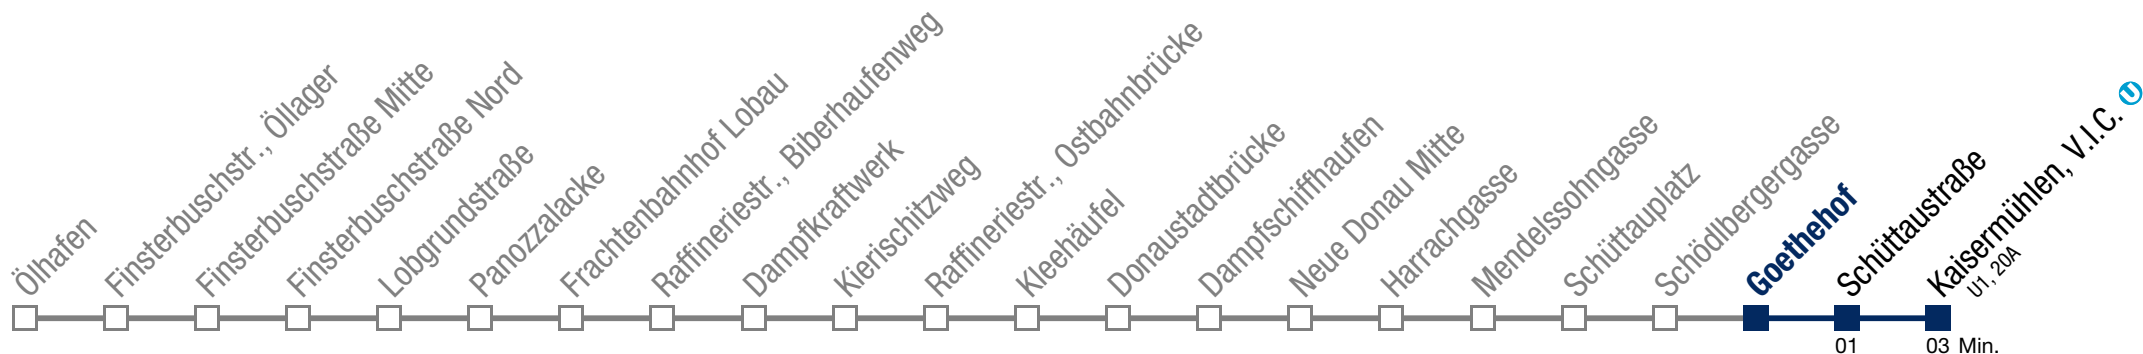 Ölhafen
Finsterbuschstr., Öllager
Finsterbuschstraße Mitte
Finsterbuschstraße Nord
Lobgrundstraße
Panozzalacke
Frachtenbahnhof Lobau
Raffineriestr., Biberhaufenweg
Dampfkraftwerk
Kierischitzweg
Raffineriestr., Ostbahnbrücke
Kleehäufel
Donaustadtbrücke
Dampfschiffhaufen
Neue Donau Mitte
Harrachgasse
Mendelssohngasse
Schüttauplatz
Schödlbergergasse
Goethehof
Schüttaustraße
Kaisermühlen, V.I.C. U
U1, 20A
01
03 Min.